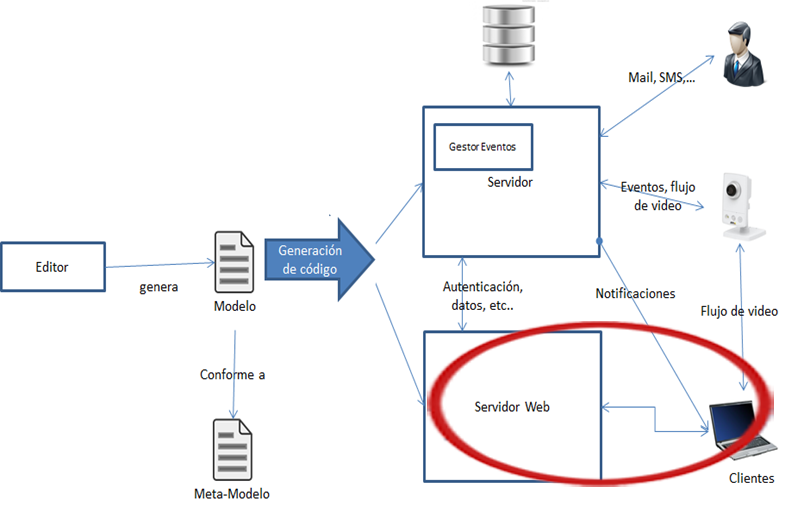 Mail, SMS,...
Gestor Eventos
Servidor
Eventos, flujo
de video
Generación
de código
Editor
genera
Modelo
Autenticación,
datos, etc..
Notificaciones
Flujo de video
Conforme a
Servidor Web
Clientes
Meta-Modelo